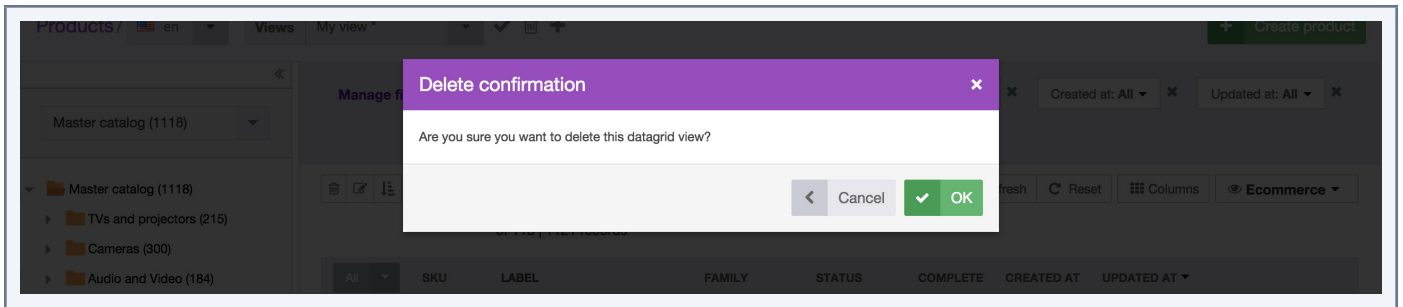 Products / en Views My view * Create product
Delete confirmation
Manage fi Created at: All Updated at: All
Master catalog (1118)
Are you sure you want to delete this datagrid view?
Master catalog (1118)
Cancel OK
fresh Reset Columns Ecommerce
TVs and projectors (215)
Cameras (300)
Audio and Video (184)
All SKU LABEL FAMILY STATUS COMPLETE CREATED AT UPDATED AT